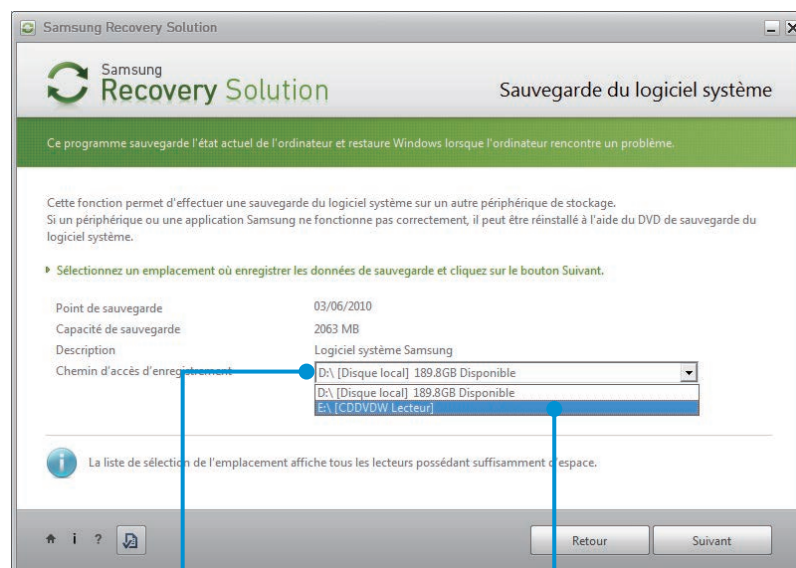 Samsung Recovery Solution
Samsung
Recovery Solution
Sauvegarde du logiciel système
Ce programme sauvegarde l'état actuel de l'ordinateur et restaure Windows lorsque l'ordinateur rencontre un problème.
Cette fonction permet d'effectuer une sauvegarde du logiciel système sur un autre périphérique de stockage.
Si un périphérique ou une application Samsung ne fonctionne pas correctement, il peut être réinstallé à l'aide du DVD de sauvegarde du
logiciel système.
Sélectionnez un emplacement où enregistrer les données de sauvegarde et cliquez sur le bouton Suivant.
Point de sauvegarde 03/06/2010
Capacité de sauvegarde 2063 MB
Description Logiciel système Samsung
Chemin d'accès d'enregistrement D:\ [Disque local] 189.8GB Disponible
D:\ [Disque local] 189.8GB Disponible
E:\ [CDDVDW Lecteur]
La liste de sélection de l'emplacement affiche tous les lecteurs possédant suffisamment d'espace.
Retour Suivant